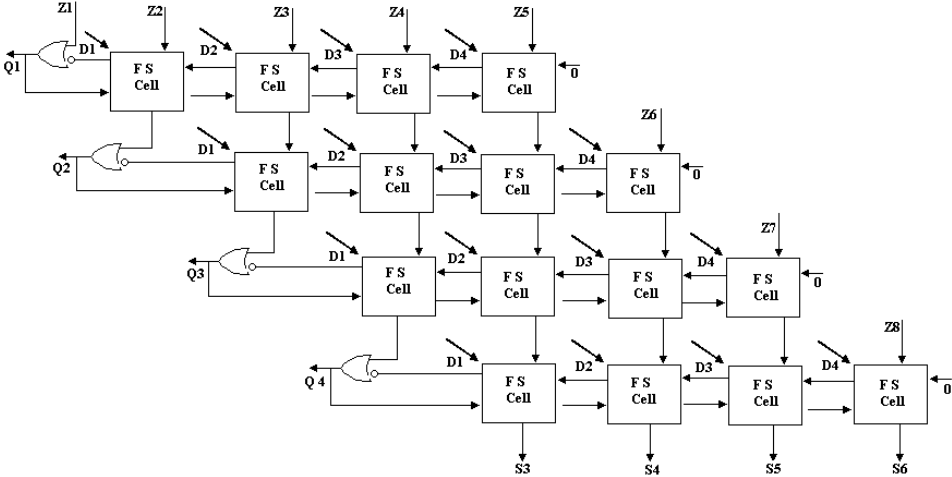 Z1 Z2 Z3 Z4 Z5
D1 D2 D3 D4
Q1 F S Cell F S Cell F S Cell F S Cell 0
Z6
D1 D2 D3 D4
Q2 F S Cell F S Cell F S Cell F S Cell 0
Z7
D1 D2 D3 D4
Q3 F S Cell F S Cell F S Cell F S Cell 0
Z8
D1 D2 D3 D4
Q 4 F S Cell F S Cell F S Cell F S Cell 0
S3 S4 S5 S6